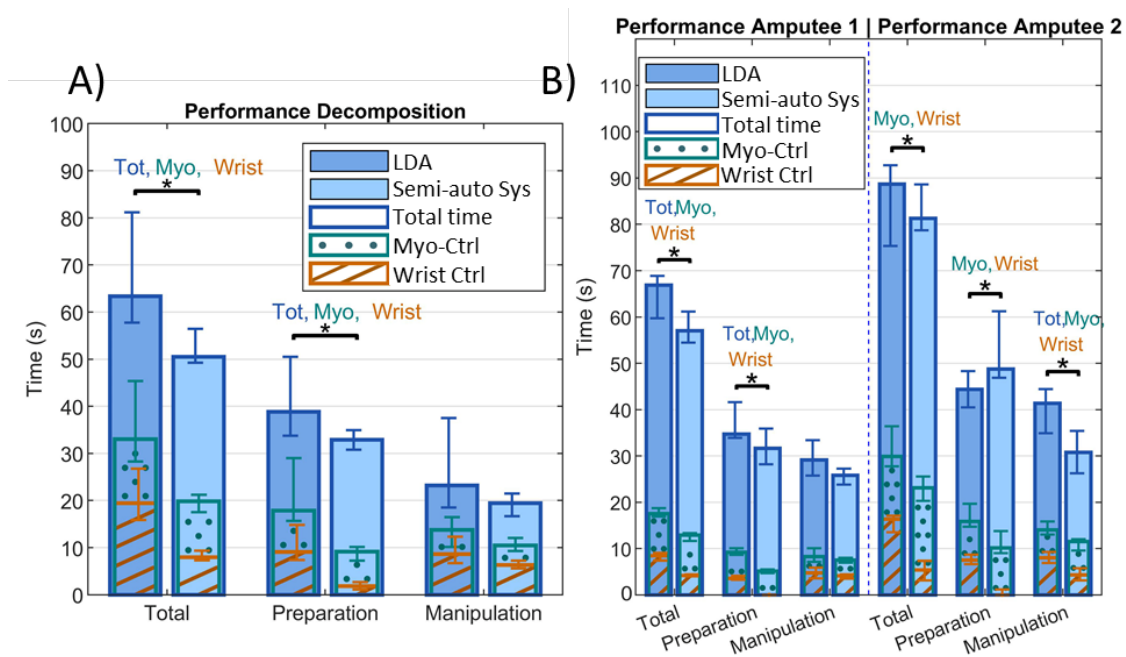 A)
Performance Decomposition
Time (s)
100
90
80
70
60
50
40
30
20
10
0
Tot, Myo, Wrist
*
Tot, Myo, Wrist
*
LDA
Semi-auto Sys
Total time
Myo-Ctrl
Wrist Ctrl
Total
Preparation
Manipulation
B)
Performance Amputee 1 | Performance Amputee 2
Time (s)
110
100
90
80
70
60
50
40
30
20
10
0
LDA
Semi-auto Sys
Total time
Myo-Ctrl
Wrist Ctrl
Tot,Myo,
Wrist
*
Tot,Myo,
Wrist
*
Myo,Wrist
*
Myo,Wrist
*
Tot,Myo,
Wrist
*
Total
Preparation
Manipulation
Total
Preparation
Manipulation